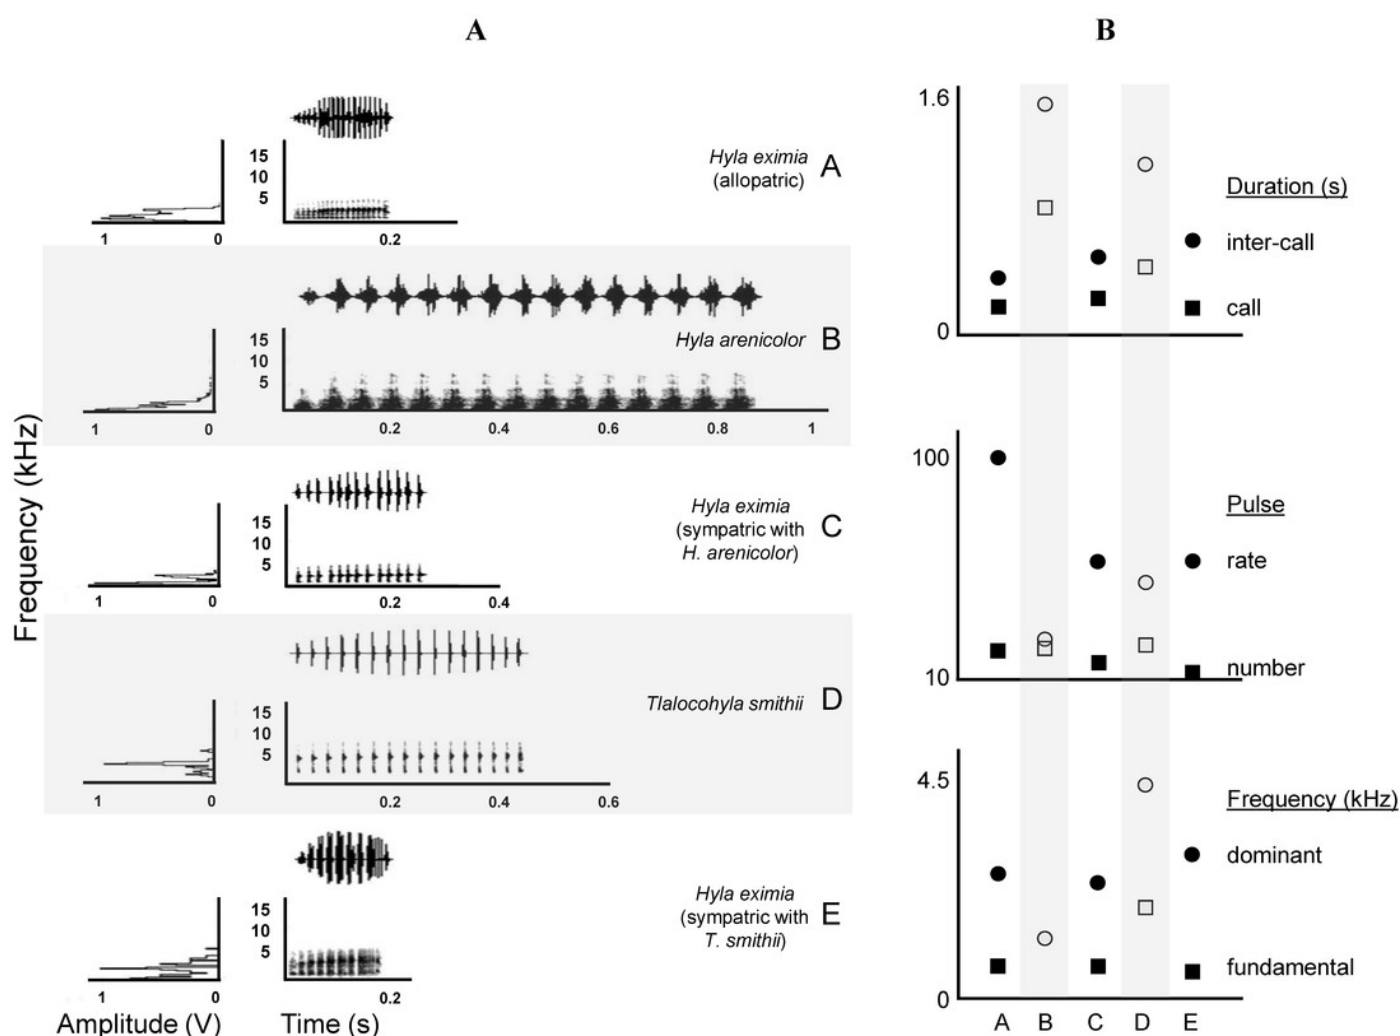 A
B
15
10
5
1
0
0.2
Hyla eximia
(allopatric)
A
15
10
5
1
0
0.2
0.4
0.6
0.8
1
Hyla arenicolor
B
15
10
5
1
0
0.2
0.4
Hyla eximia
(sympatric with
H. arenicolor)
C
15
10
5
1
0
0.2
0.4
0.6
Tlalocohyla smithii
D
15
10
5
1
0
0.2
Hyla eximia
(sympatric with
T. smithii)
E
Frequency (kHz)
Amplitude (V)
Time (s)
1.6
0
Duration (s)
inter-call
call
100
10
Pulse
rate
number
4.5
0
Frequency (kHz)
dominant
fundamental
A B C D E